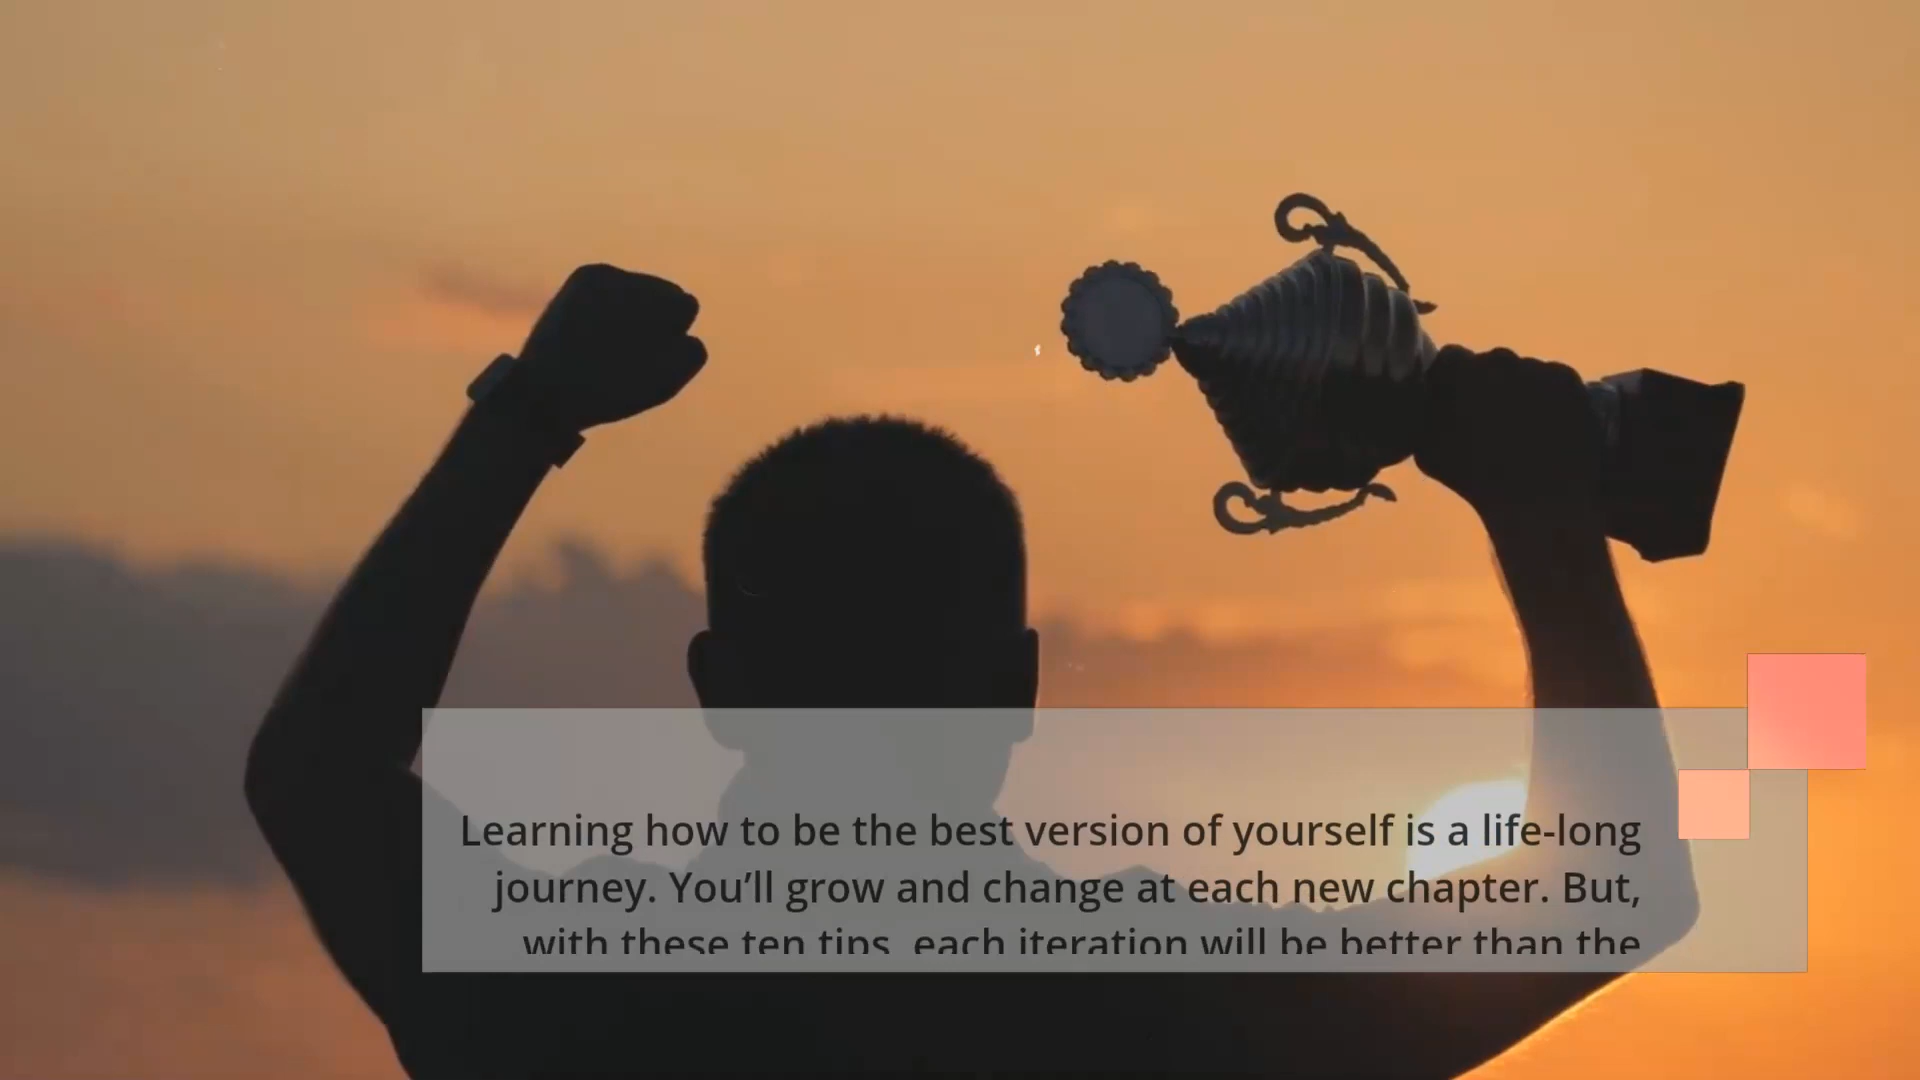 Learning how to be the best version of yourself is a life-long
journey. You’ll grow and change at each new chapter. But,
with these ten tips, each iteration will be better than the